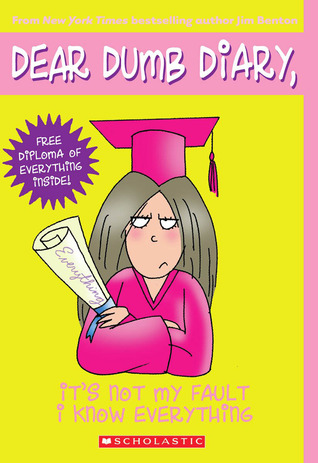 From New York Times bestselling author Jim Benton
DEAR DUMB DIARY,
FREE
DIPLOMA OF
EVERYTHING
INSIDE!
Everything
iT'S NOT MY FAULT
i KNOW EVERYTHING
SCHOLASTIC